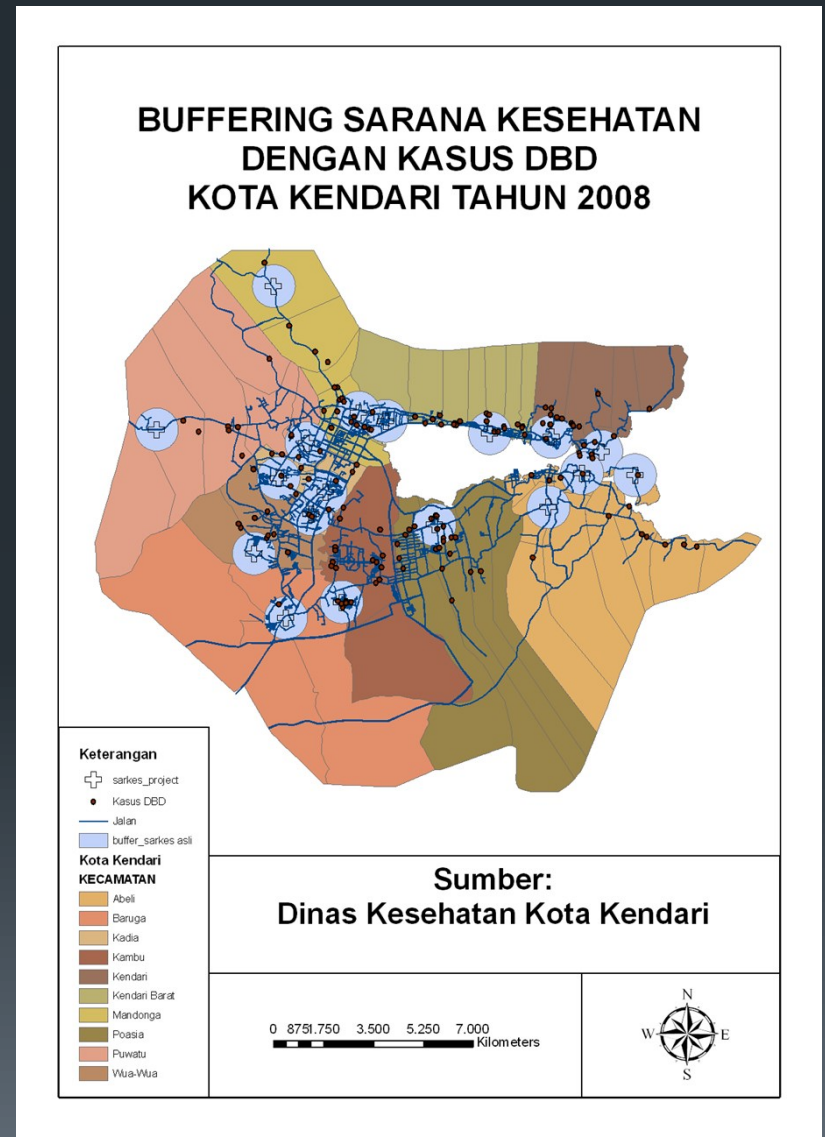 BUFFERING SARANA KESEHATAN
DENGAN KASUS DBD
KOTA KENDARI TAHUN 2008
Keterangan
sarkes_project
Kasus DBD
Jalan
buffer_sarkes asli
Kota Kendari
KECAMATAN
Abeli
Baruga
Kadia
Kambu
Kendari
Kendari Barat
Mandonga
Poasia
Puwatu
Wua-Wua
Sumber:
Dinas Kesehatan Kota Kendari
0 8751.750 3.500 5.250 7.000
Kilometers
N
W E
S